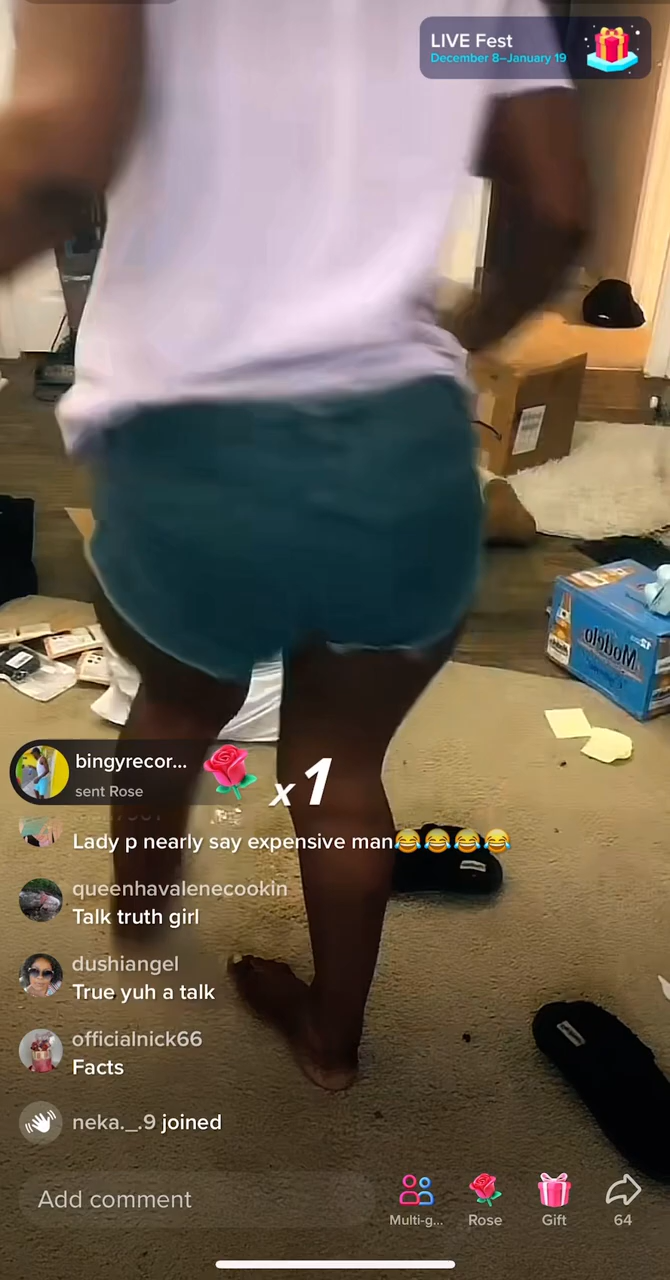 LIVE Fest
December 8–January 19
Modelo
bingyrecor...
sent Rose
x1
Lady p nearly say expensive man😂😂😂😂
queenhavalenecookin
Talk truth girl
dushiangel
True yuh a talk
officialnick66
Facts
neka._.9 joined
Add comment
Multi-g...
Rose
Gift
64